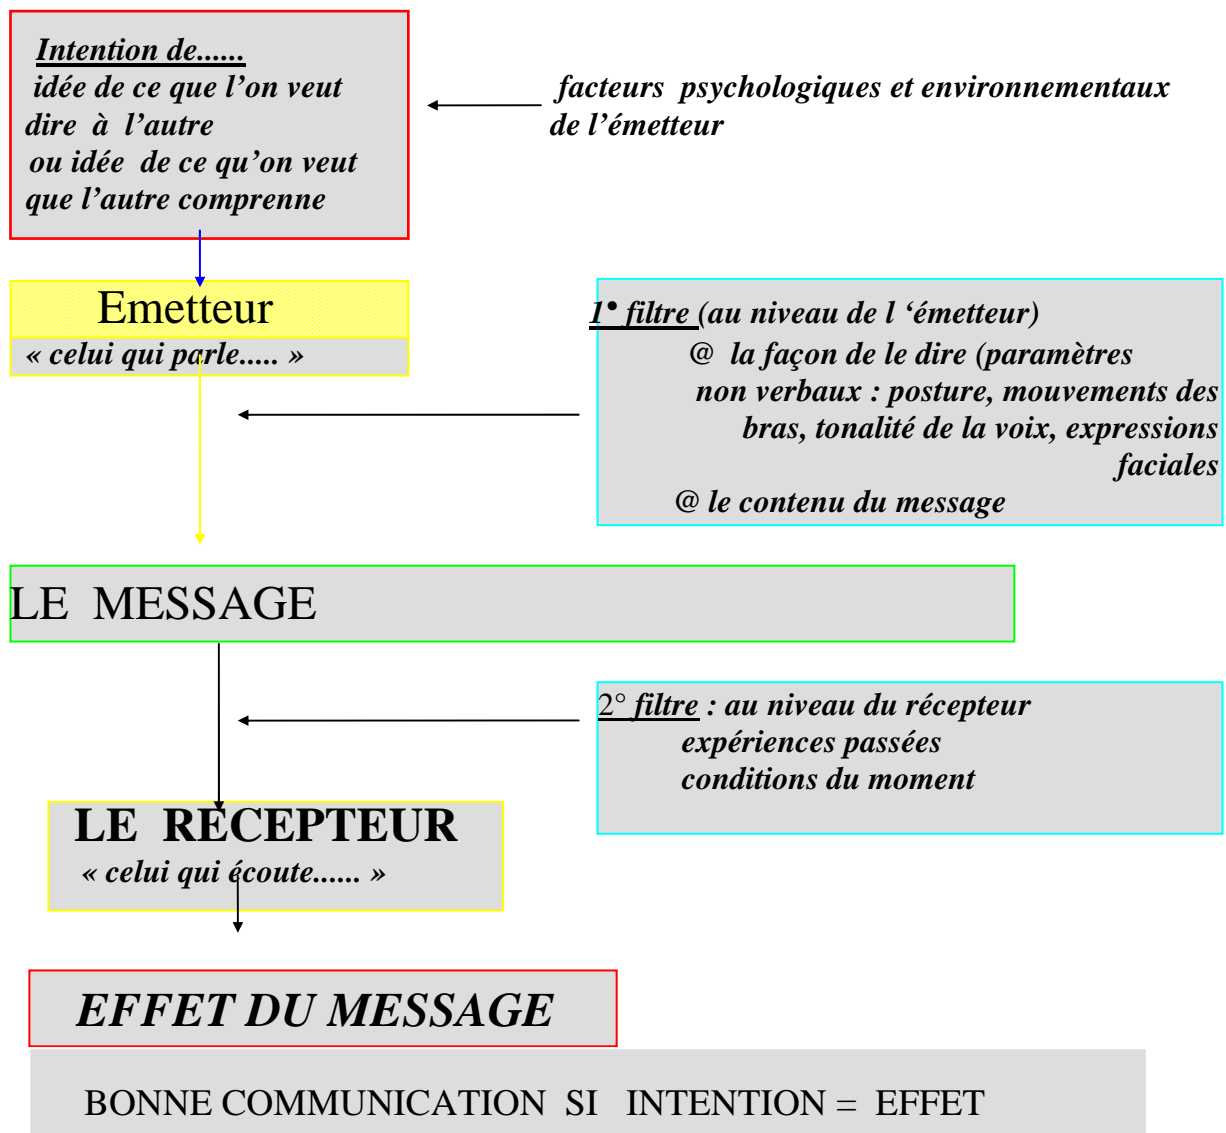 Intention de......
idée de ce que l’on veut
dire à l’autre
ou idée de ce qu’on veut
que l’autre comprenne
facteurs psychologiques et environnementaux
de l’émetteur
Emetteur
« celui qui parle..... »
1° filtre (au niveau de l ‘émetteur)
@ la façon de le dire (paramètres
non verbaux : posture, mouvements des
bras, tonalité de la voix, expressions
faciales
@ le contenu du message
LE MESSAGE
2° filtre : au niveau du récepteur
expériences passées
conditions du moment
LE RECEPTEUR
« celui qui écoute...... »
EFFET DU MESSAGE
BONNE COMMUNICATION SI INTENTION = EFFET